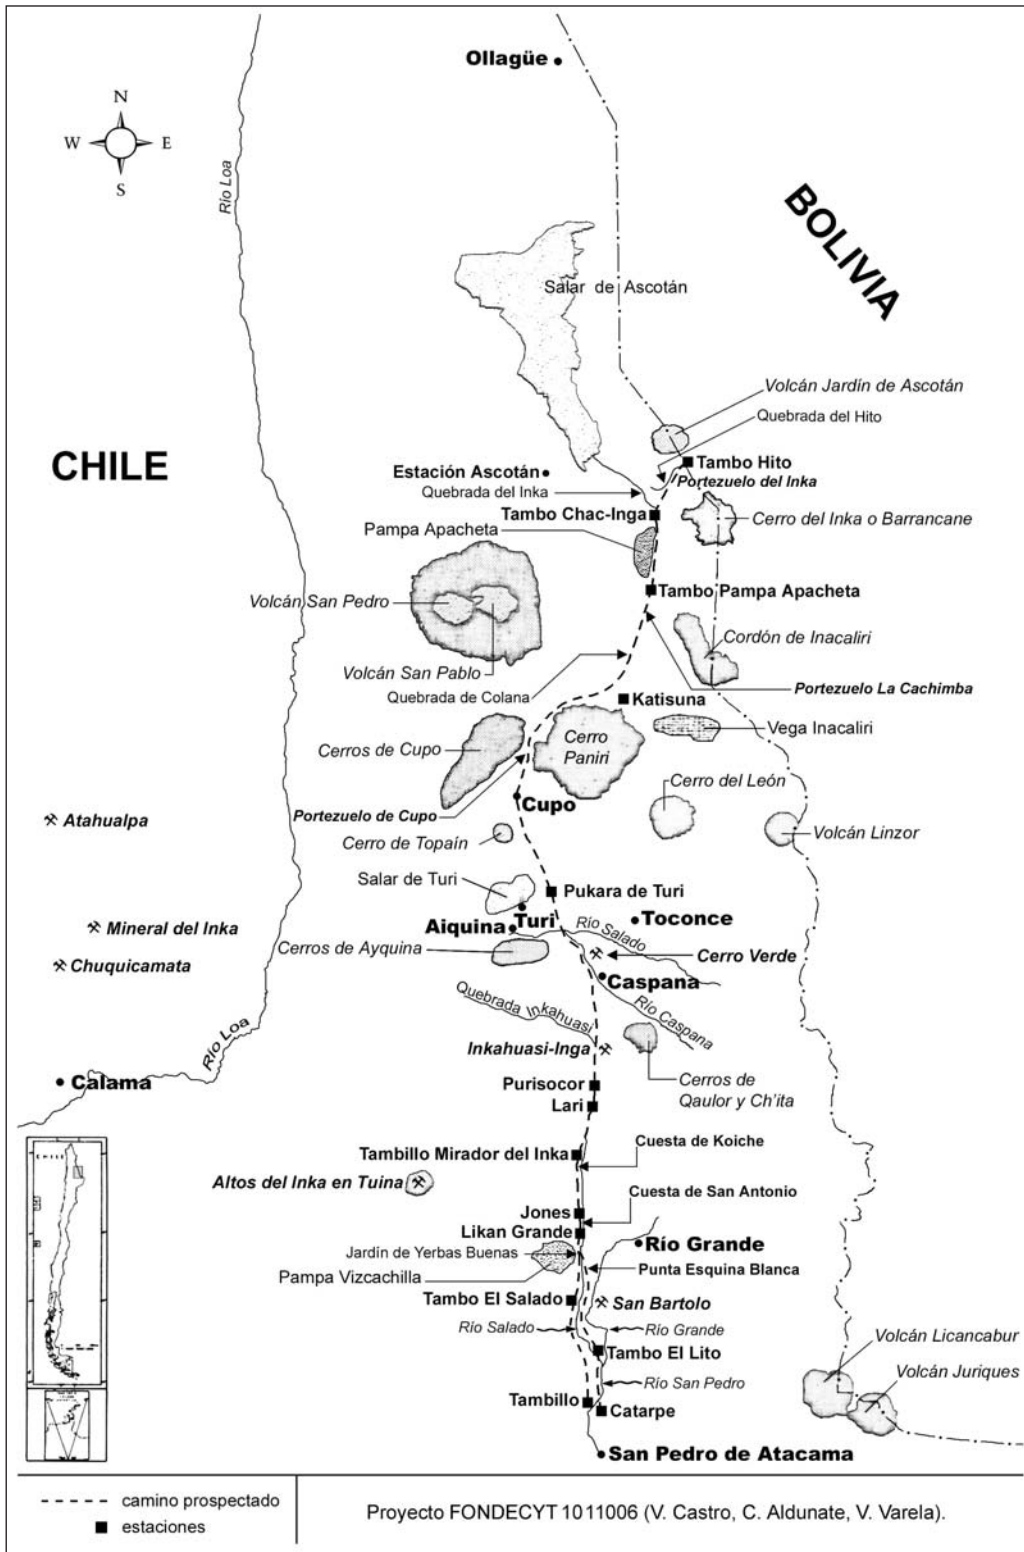 Ollagüe
N
W
E
S
Río Loa
BOLIVIA
Salar de Ascotán
Volcán Jardín de Ascotán
Quebrada del Hito
CHILE
Estación Ascotán
Tambo Hito
Portezuelo del Inka
Quebrada del Inka
Tambo Chac-Inga
Cerro del Inka o Barrancane
Pampa Apacheta
Tambo Pampa Apacheta
Volcán San Pedro
Cordón de Inacaliri
Volcán San Pablo
Quebrada de Colana
Portezuelo La Cachimba
Katisuna
Vega Inacaliri
Cerros de Cupo
Cerro
Paniri
Cerro del León
Cupo
Portezuelo de Cupo
Atahualpa
Volcán Linzor
Cerro de Topaín
Salar de Turi
Pukara de Turi
Turi
Toconce
Aiquina
Mineral del Inka
Río Salado
Cerros de Ayquina
Cerro Verde
Chuquicamata
Caspana
Quebrada Inkahuasi
Río Caspana
Río Loa
Inkahuasi-Inga
Calama
Purisocor
Cerros de
Qaulor y Ch'ita
Lari
CHILE
Cuesta de Koiche
Tambillo Mirador del Inka
Altos del Inka en Tuina
Cuesta de San Antonio
Jones
Likan Grande
Río Grande
Jardín de Yerbas Buenas
Punta Esquina Blanca
Pampa Vizcachilla
Tambo El Salado
San Bartolo
Río Salado
Río Grande
Volcán Licancabur
Tambo El Lito
Volcán Juriques
Río San Pedro
Tambillo
Catarpe
San Pedro de Atacama
camino prospectado
estaciones
Proyecto FONDECYT 1011006 (V. Castro, C. Aldunate, V. Varela).